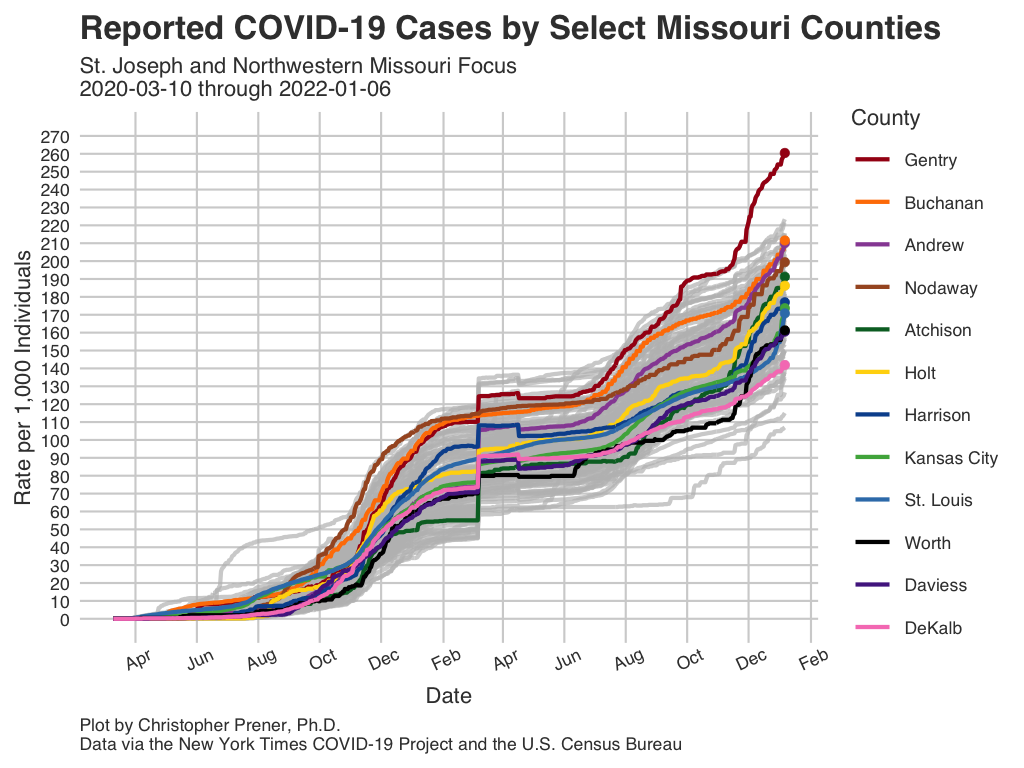 Reported COVID-19 Cases by Select Missouri Counties
St. Joseph and Northwestern Missouri Focus
2020-03-10 through 2022-01-06
County
270
260
250
240
230
220
210
200
190
180
170
160
150
140
130
120
110
100
90
80
70
60
50
40
30
20
10
0
Rate per 1,000 Individuals
Gentry
Buchanan
Andrew
Nodaway
Atchison
Holt
Harrison
Kansas City
St. Louis
Worth
Daviess
DeKalb
Apr Jun Aug Oct Dec Feb Apr Jun Aug Oct Dec Feb
Date
Plot by Christopher Prener, Ph.D.
Data via the New York Times COVID-19 Project and the U.S. Census Bureau